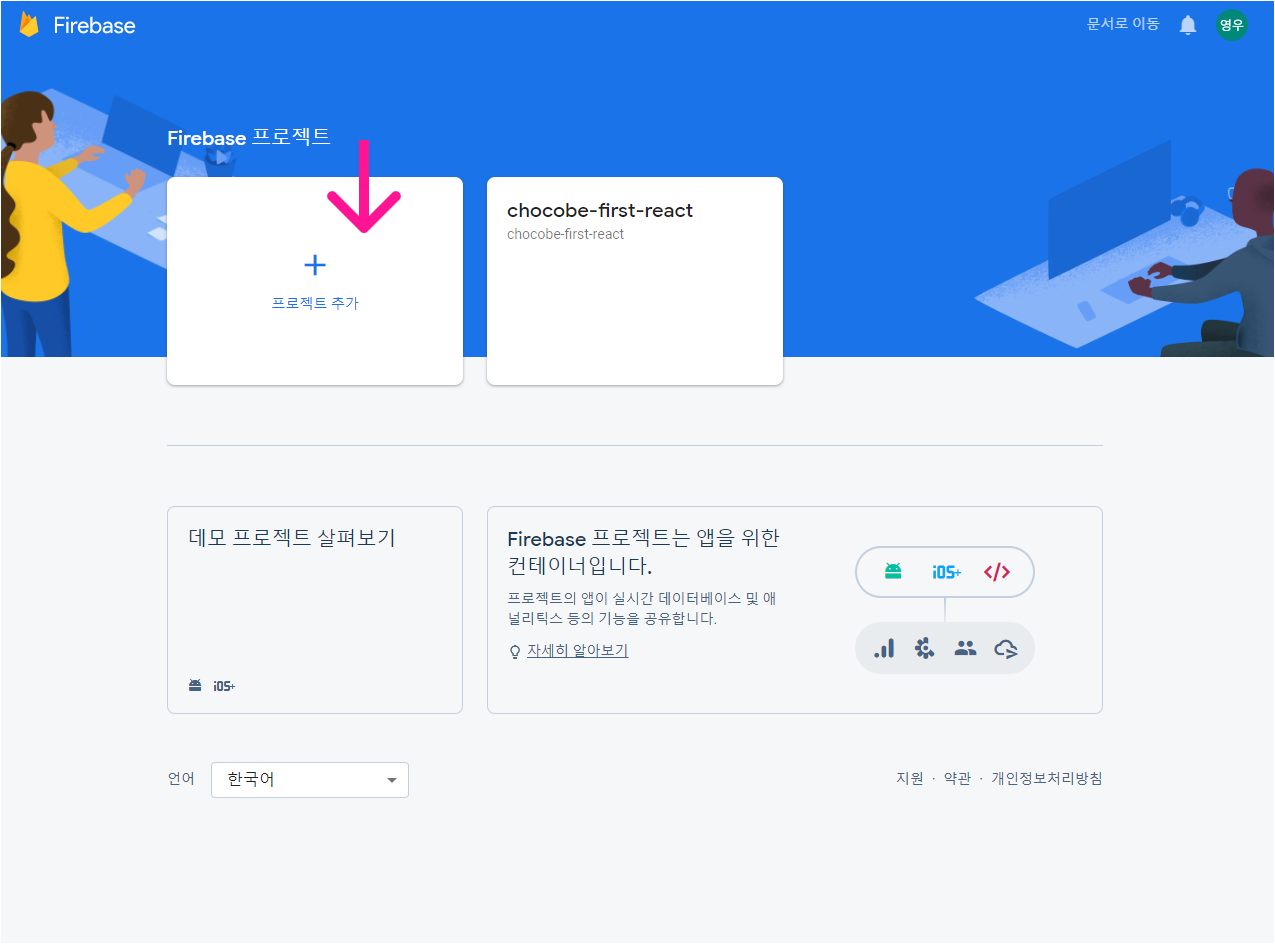 Firebase
문서로 이동
영우
Firebase 프로젝트
프로젝트 추가
chocobe-first-react
chocobe-first-react
데모 프로젝트 살펴보기
iOS+
Firebase 프로젝트는 앱을 위한
컨테이너입니다.
프로젝트의 앱이 실시간 데이터베이스 및 애
널리틱스 등의 기능을 공유합니다.
자세히 알아보기
iOS+
언어
한국어
지원 · 약관 · 개인정보처리방침